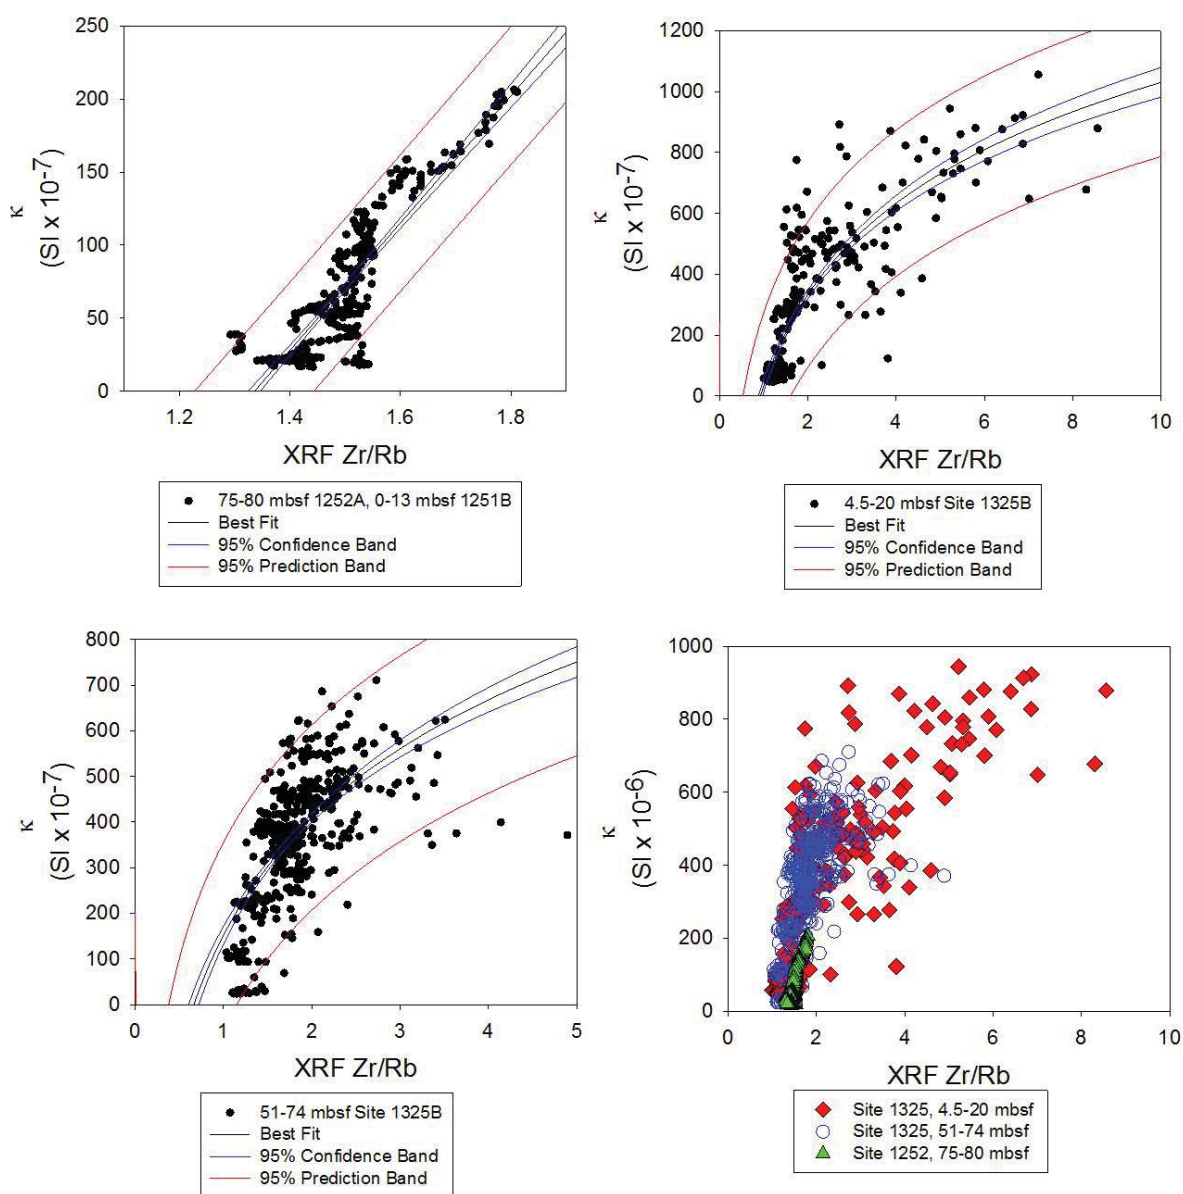 250
200
150
100
50
0
κ
(SI x 10-7)
1.2 1.4 1.6 1.8
XRF Zr/Rb
75-80 mbsf 1252A, 0-13 mbsf 1251B
Best Fit
95% Confidence Band
95% Prediction Band
1200
1000
800
600
400
200
0
κ
(SI x 10-7)
0 2 4 6 8 10
XRF Zr/Rb
4.5-20 mbsf Site 1325B
Best Fit
95% Confidence Band
95% Prediction Band
800
700
600
500
400
300
200
100
0
κ
(SI x 10-7)
0 1 2 3 4 5
XRF Zr/Rb
51-74 mbsf Site 1325B
Best Fit
95% Confidence Band
95% Prediction Band
1000
800
600
400
200
0
κ
(SI x 10-6)
0 2 4 6 8 10
XRF Zr/Rb
Site 1325, 4.5-20 mbsf
Site 1325, 51-74 mbsf
Site 1252, 75-80 mbsf